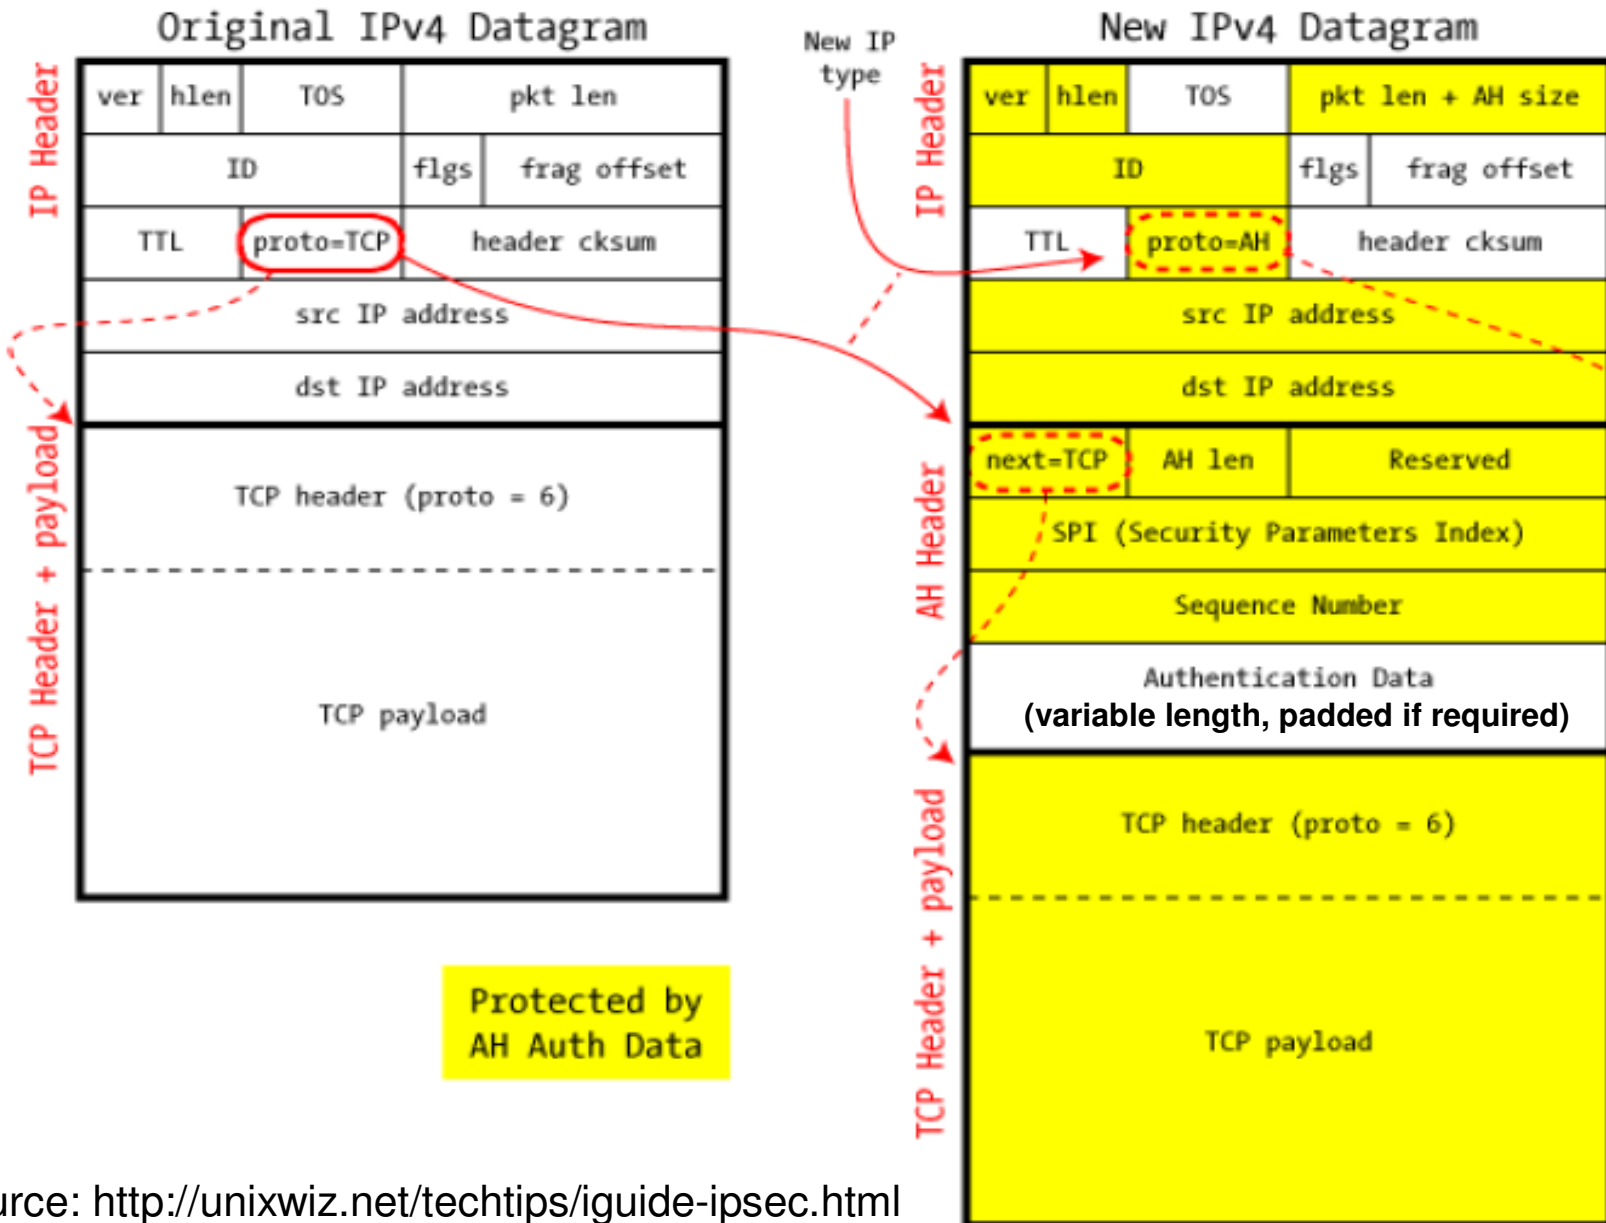 Original IPv4 Datagram
IP Header
ver hlen TOS pkt len
ID flgs frag offset
TTL proto=TCP header cksum
src IP address
dst IP address
TCP Header + payload
TCP header (proto = 6)
TCP payload
Protected by
AH Auth Data
New IP
type
New IPv4 Datagram
IP Header
ver hlen TOS pkt len + AH size
ID flgs frag offset
TTL proto=AH header cksum
src IP address
dst IP address
AH Header
next=TCP AH len Reserved
SPI (Security Parameters Index)
Sequence Number
Authentication Data
(variable length, padded if required)
TCP Header + payload
TCP header (proto = 6)
TCP payload
urce: http://unixwiz.net/techtips/iguide-ipsec.html